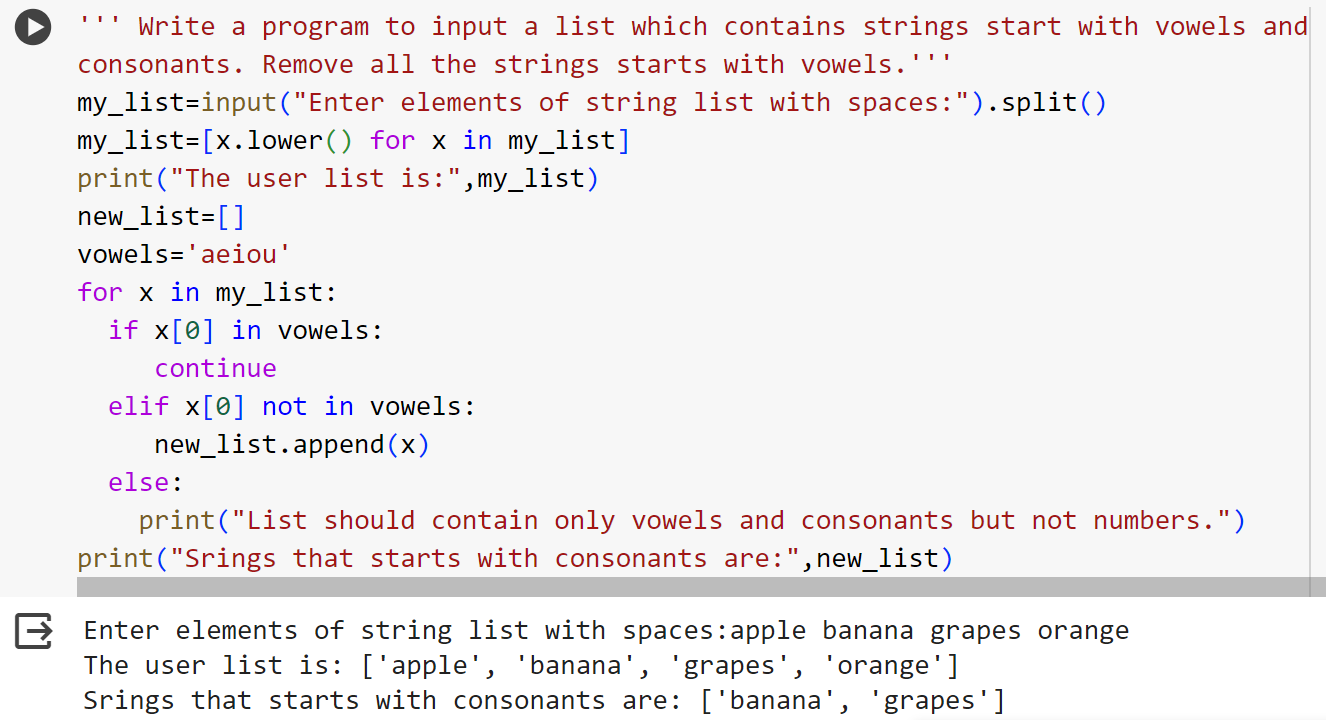 ''' Write a program to input a list which contains strings start with vowels and
consonants. Remove all the strings starts with vowels.'''
my_list=input("Enter elements of string list with spaces:").split()
my_list=[x.lower() for x in my_list]
print("The user list is:",my_list)
new_list=[]
vowels='aeiou'
for x in my_list:
  if x[0] in vowels:
     continue
  elif x[0] not in vowels:
     new_list.append(x)
  else:
    print("List should contain only vowels and consonants but not numbers.")
print("Srings that starts with consonants are:",new_list)
Enter elements of string list with spaces:apple banana grapes orange
The user list is: ['apple', 'banana', 'grapes', 'orange']
Srings that starts with consonants are: ['banana', 'grapes']